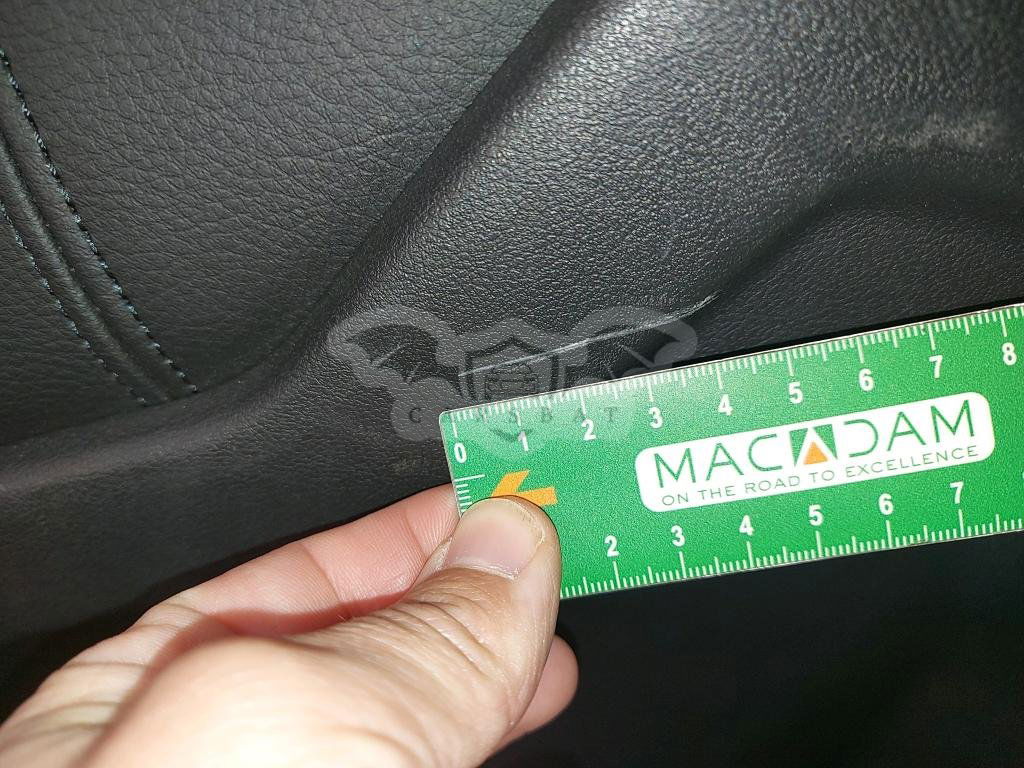 CARSBAT
0 1 2 3 4 5 6 7 8
MACADAM
ON THE ROAD TO EXCELLENCE
2 3 4 5 6 7